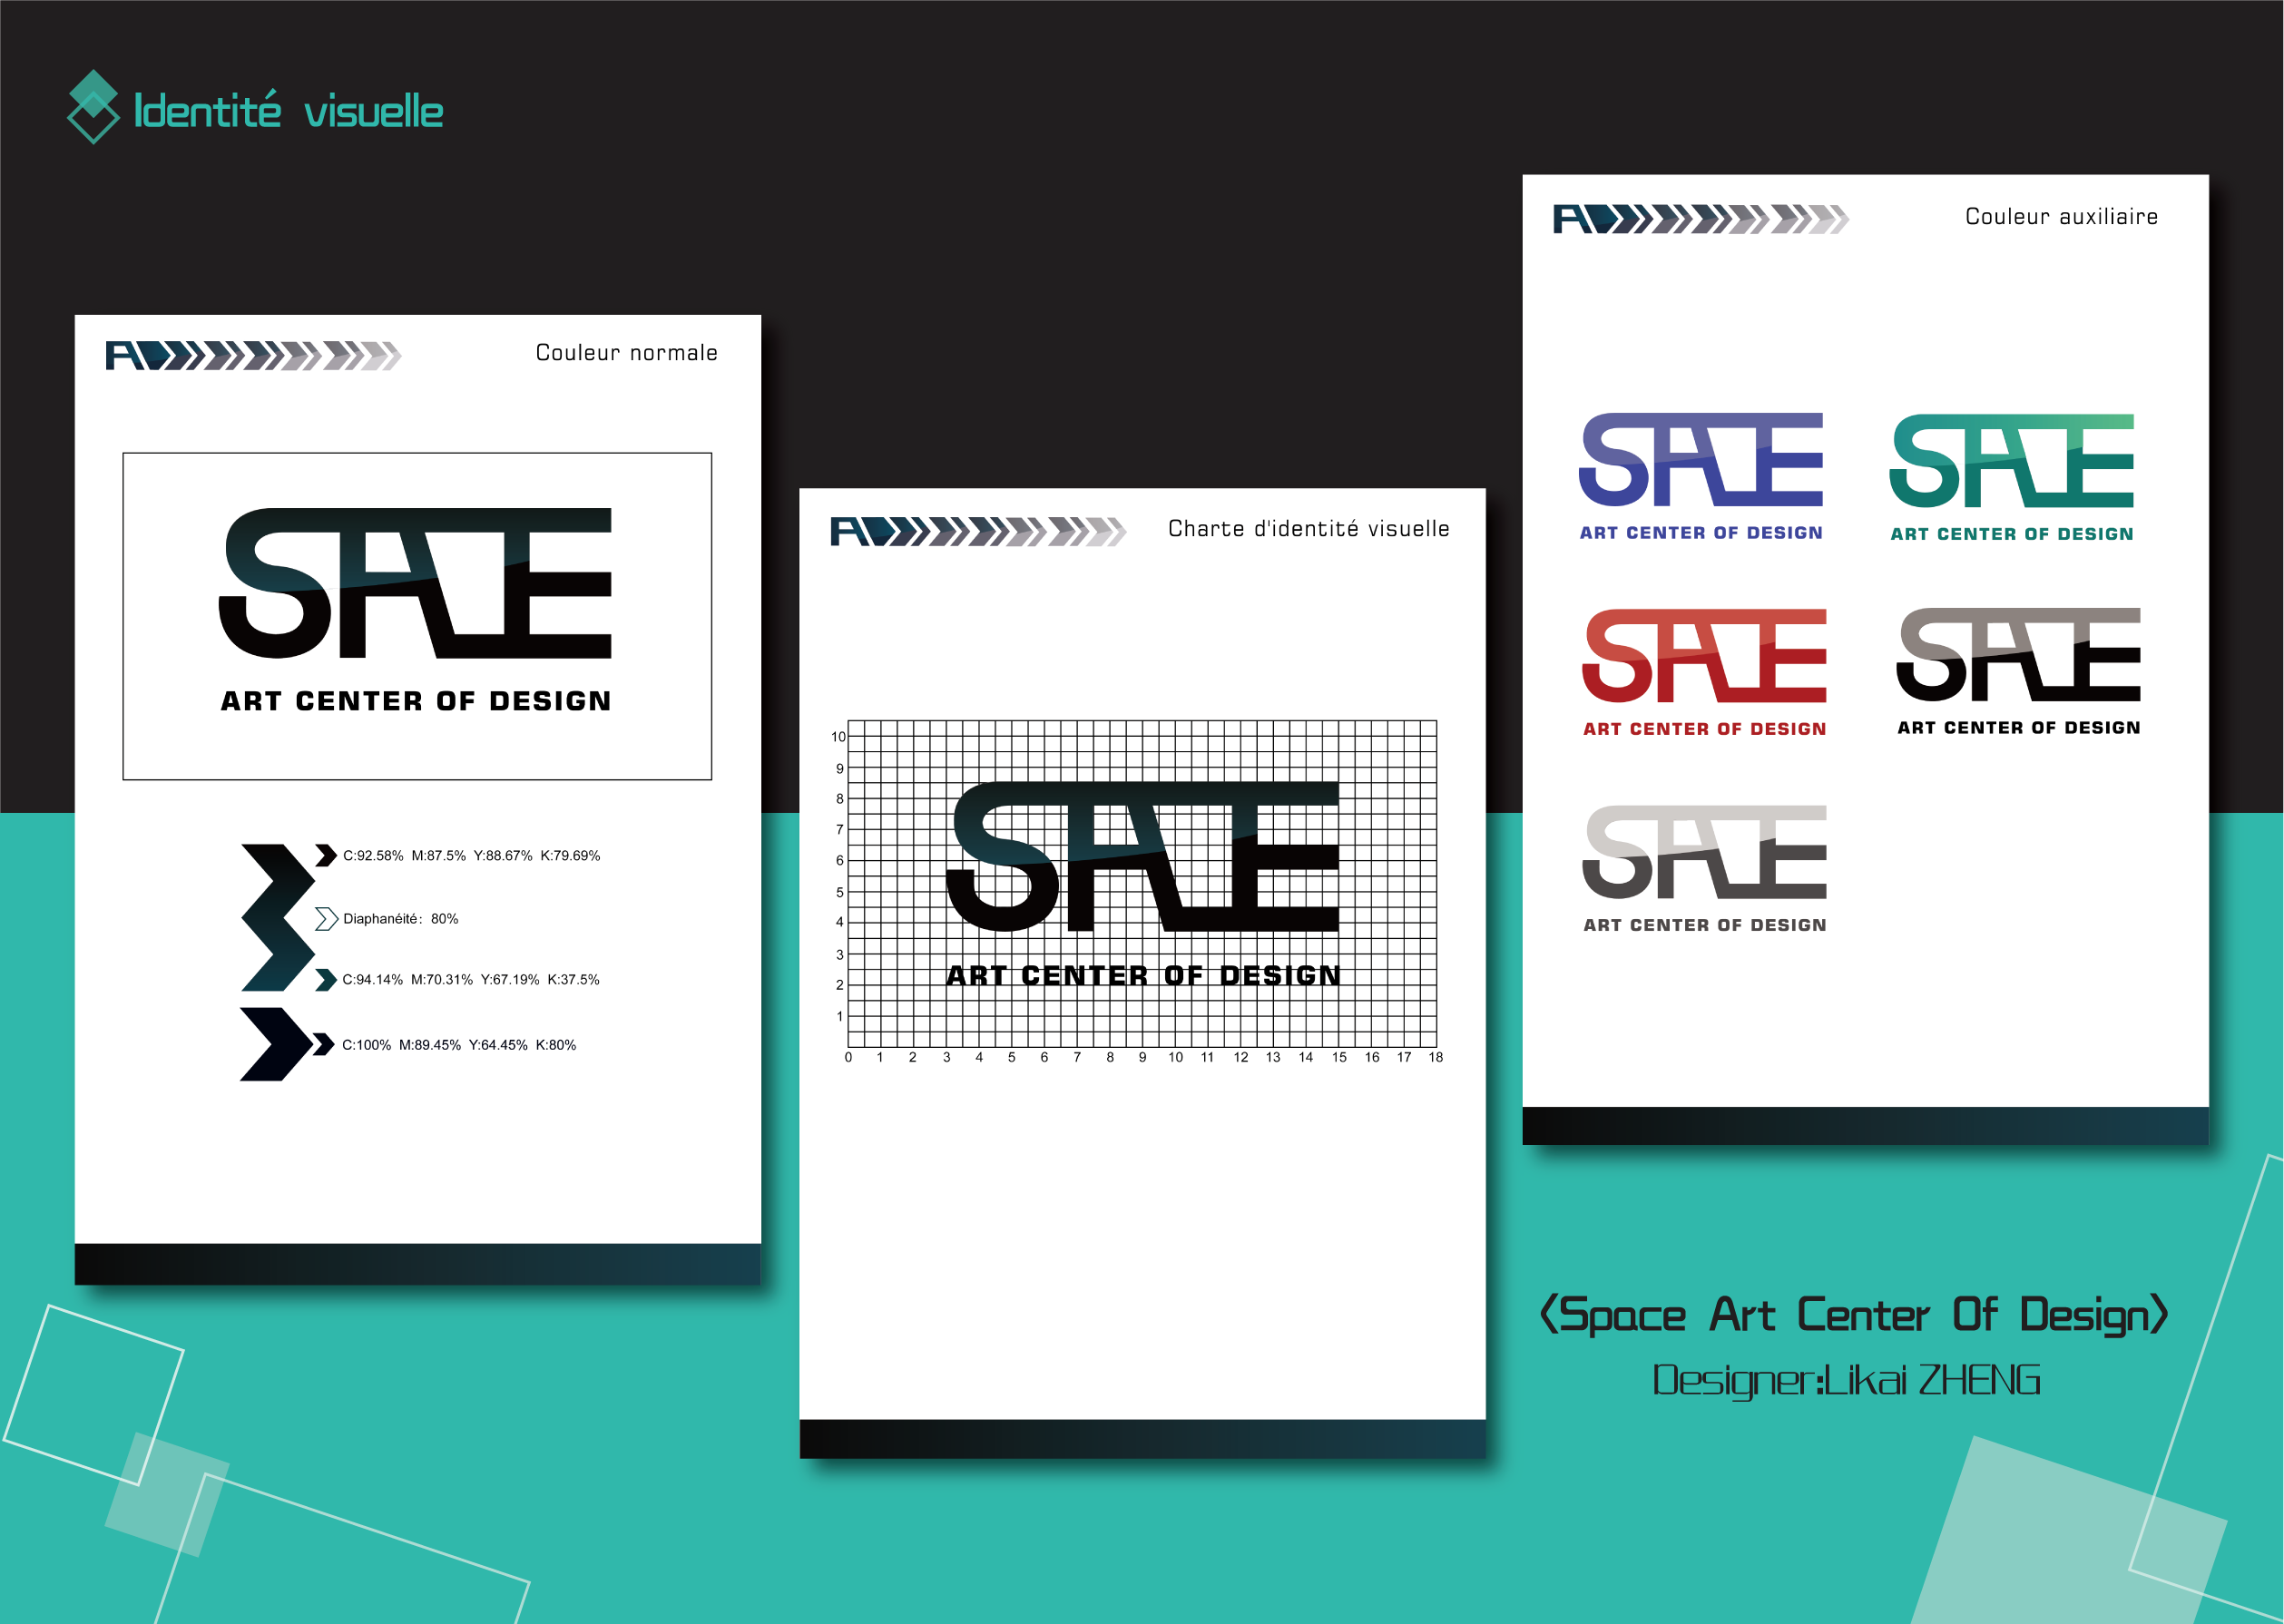 Identité visuelle
Couleur normale
SPACE
ART CENTER OF DESIGN
C:92.58% M:87.5% Y:88.67% K:79.69%
Diaphanéité: 80%
C:94.14% M:70.31% Y:67.19% K:37.5%
C:100% M:89.45% Y:64.45% K:80%
Charte d'identité visuelle
10
9
8
7
6
5
4
3
2
1
SPACE
ART CENTER OF DESIGN
0 1 2 3 4 5 6 7 8 9 10 11 12 13 14 15 16 17 18
Couleur auxiliaire
SPACE
ART CENTER OF DESIGN
SPACE
ART CENTER OF DESIGN
SPACE
ART CENTER OF DESIGN
SPACE
ART CENTER OF DESIGN
SPACE
ART CENTER OF DESIGN
<Space Art Center Of Design>
Designer:Likai ZHENG